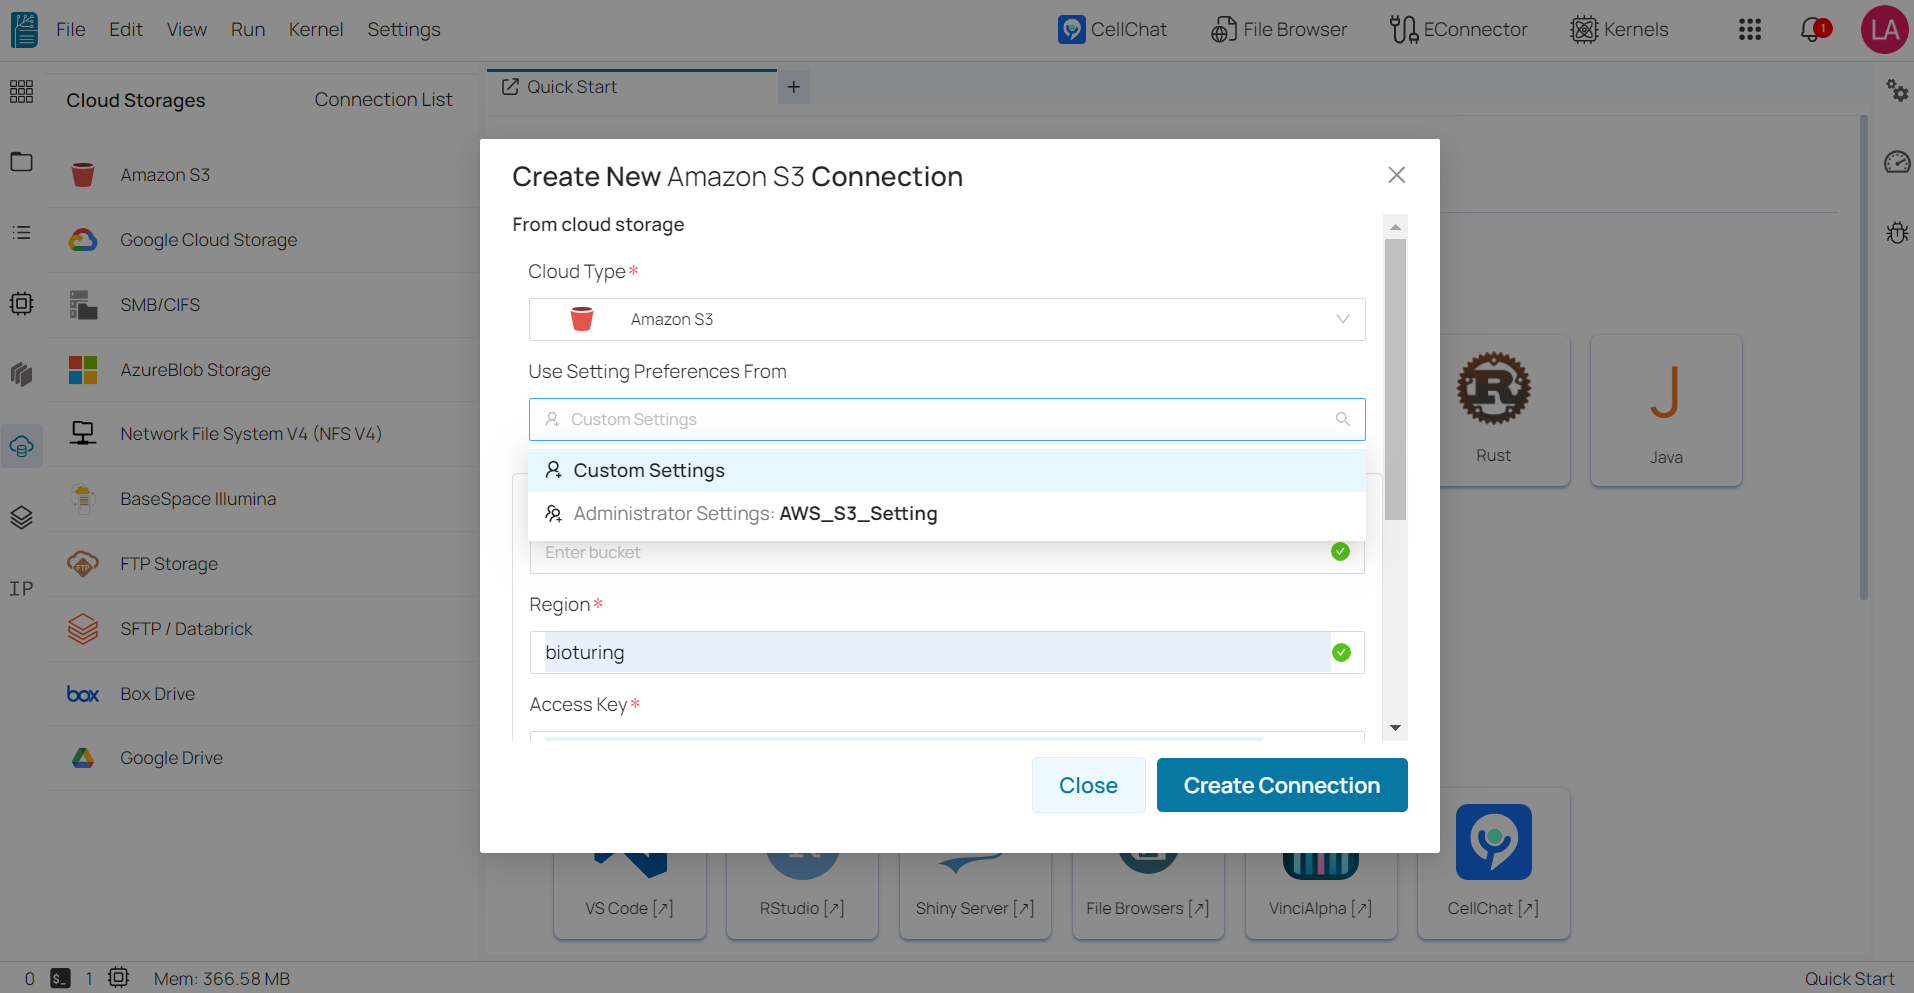 File Edit View Run Kernel Settings
CellChat File Browser EConnector Kernels 1 LA
Cloud Storages Connection List
Quick Start +
Amazon S3
Google Cloud Storage
SMB/CIFS
AzureBlob Storage
Network File System V4 (NFS V4)
BaseSpace Illumina
FTP
FTP Storage
IP
SFTP / Databrick
box Box Drive
Google Drive
Create New Amazon S3 Connection
From cloud storage
Cloud Type*
Amazon S3
Use Setting Preferences From
Custom Settings
Custom Settings
Administrator Settings: AWS_S3_Setting
Enter bucket
Region*
bioturing
Access Key*
Close Create Connection
R
Rust
J
Java
VS Code [↗] RStudio [↗] Shiny Server [↗] File Browsers [↗] VinciAlpha [↗] CellChat [↗]
0 $_ 1 Mem: 366.58 MB Quick Start